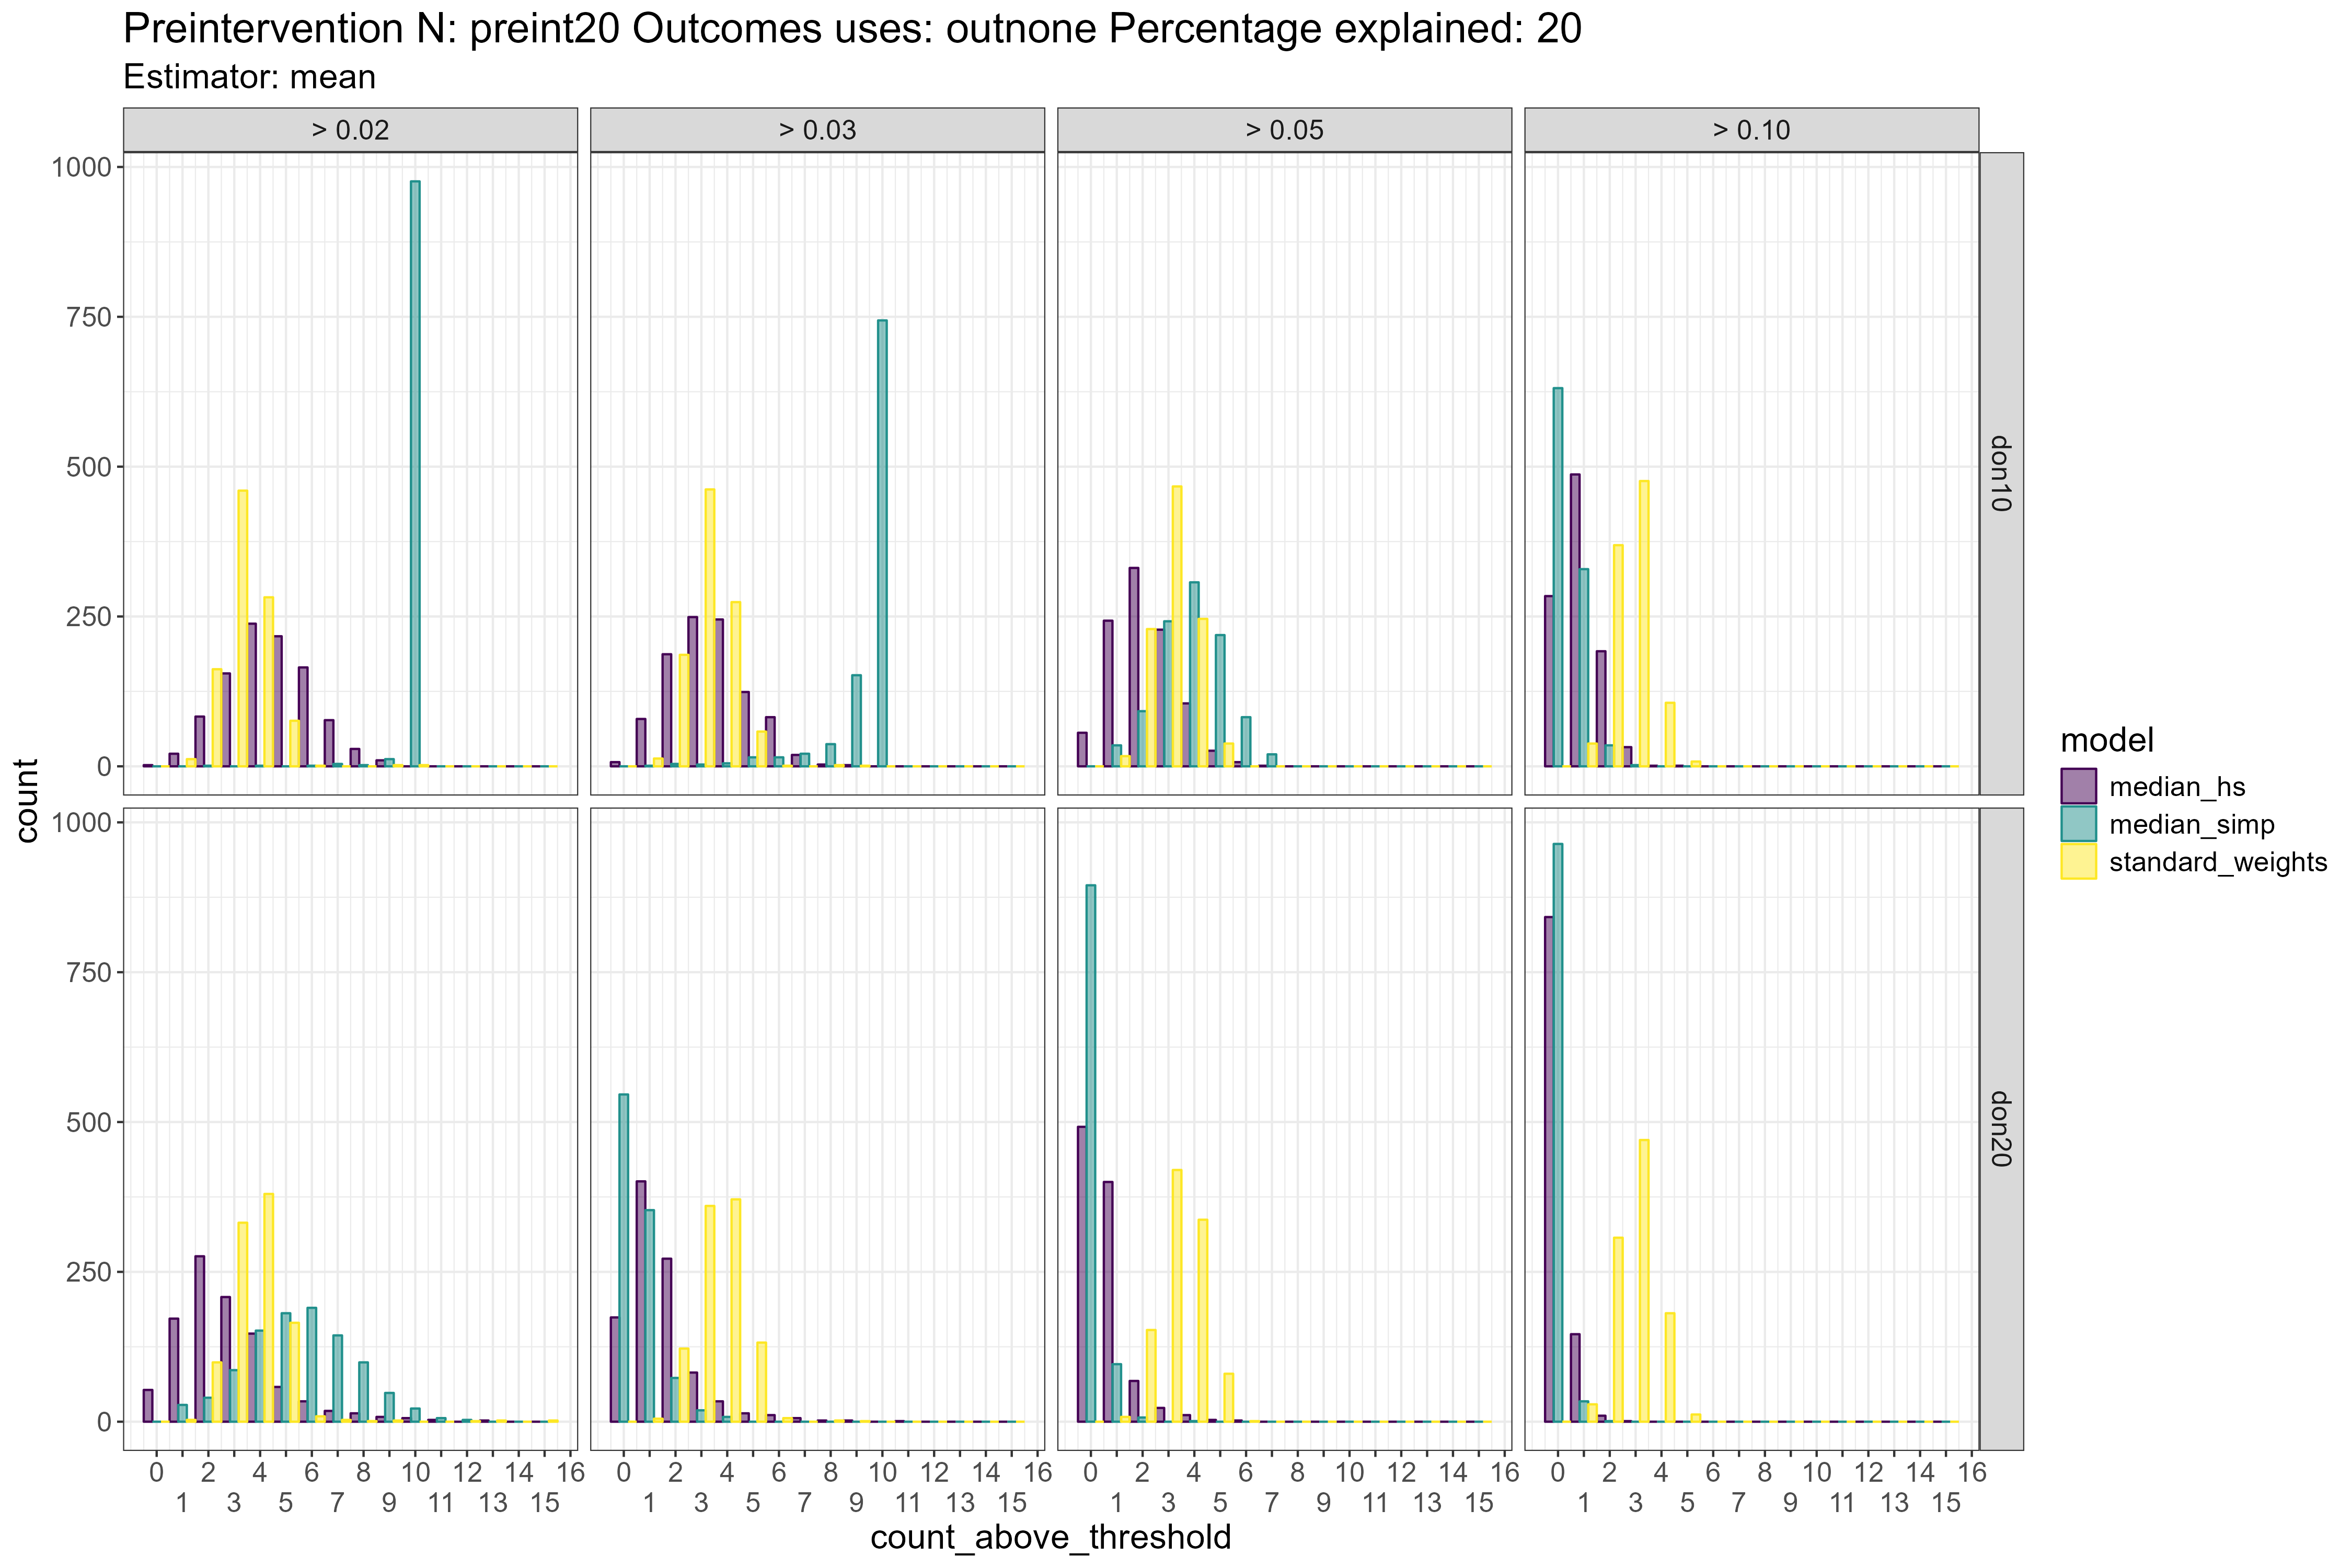 Preintervention N: preint20 Outcomes uses: outnone Percentage explained: 20
Estimator: mean
> 0.02 > 0.03 > 0.05 > 0.10
1000
750
500
250
0
don10
1000
750
500
250
0
don20
count
0 2 4 6 8 10 12 14 16 0 2 4 6 8 10 12 14 16 0 2 4 6 8 10 12 14 16 0 2 4 6 8 10 12 14 16
1 3 5 7 9 11 13 15 1 3 5 7 9 11 13 15 1 3 5 7 9 11 13 15 1 3 5 7 9 11 13 15
count_above_threshold
model
median_hs
median_simp
standard_weights